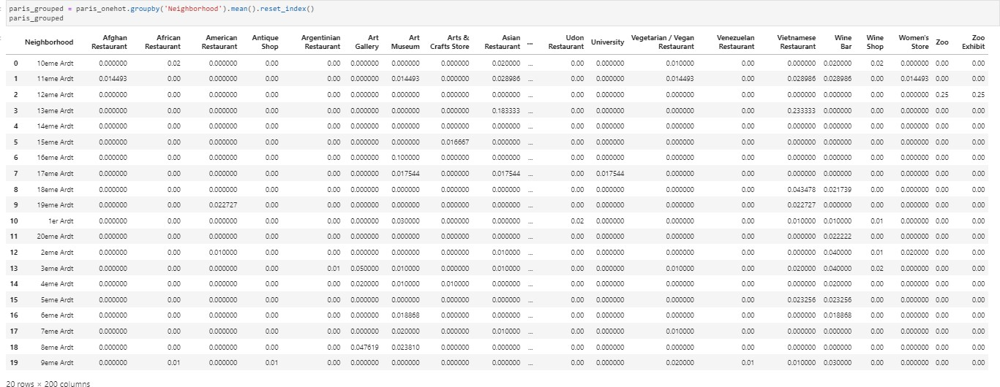 paris_grouped = paris_onehot.groupby('Neighborhood').mean().reset_index()
paris_grouped
Neighborhood Afghan Restaurant African Restaurant American Restaurant Antique Shop Argentinian Restaurant Art Gallery Art Museum Arts & Crafts Store Asian Restaurant ... Udon Restaurant University Vegetarian / Vegan Restaurant Venezuelan Restaurant Vietnamese Restaurant Wine Bar Wine Shop Women's Store Zoo Zoo Exhibit
0 10eme Ardt 0.000000 0.02 0.000000 0.00 0.00 0.000000 0.000000 0.000000 0.020000 ... 0.00 0.000000 0.010000 0.00 0.000000 0.020000 0.02 0.000000 0.00 0.00
1 11eme Ardt 0.014493 0.00 0.000000 0.00 0.00 0.000000 0.014493 0.000000 0.028986 ... 0.00 0.000000 0.014493 0.00 0.028986 0.028986 0.00 0.014493 0.00 0.00
2 12eme Ardt 0.000000 0.00 0.000000 0.00 0.00 0.000000 0.000000 0.000000 0.000000 ... 0.00 0.000000 0.000000 0.00 0.000000 0.000000 0.00 0.000000 0.25 0.25
3 13eme Ardt 0.000000 0.00 0.000000 0.00 0.00 0.000000 0.000000 0.000000 0.183333 ... 0.00 0.000000 0.000000 0.00 0.233333 0.000000 0.00 0.000000 0.00 0.00
4 14eme Ardt 0.000000 0.00 0.000000 0.00 0.00 0.000000 0.000000 0.000000 0.000000 ... 0.00 0.000000 0.000000 0.00 0.000000 0.000000 0.00 0.000000 0.00 0.00
5 15eme Ardt 0.000000 0.00 0.000000 0.00 0.00 0.000000 0.000000 0.016667 0.000000 ... 0.00 0.000000 0.000000 0.00 0.000000 0.000000 0.00 0.000000 0.00 0.00
6 16eme Ardt 0.000000 0.00 0.000000 0.00 0.00 0.000000 0.100000 0.000000 0.000000 ... 0.00 0.000000 0.000000 0.00 0.000000 0.000000 0.00 0.000000 0.00 0.00
7 17eme Ardt 0.000000 0.00 0.000000 0.00 0.00 0.000000 0.017544 0.000000 0.017544 ... 0.00 0.017544 0.000000 0.00 0.000000 0.000000 0.00 0.000000 0.00 0.00
8 18eme Ardt 0.000000 0.00 0.000000 0.00 0.00 0.000000 0.000000 0.000000 0.000000 ... 0.00 0.000000 0.000000 0.00 0.043478 0.021739 0.00 0.000000 0.00 0.00
9 19eme Ardt 0.000000 0.00 0.022727 0.00 0.00 0.000000 0.000000 0.000000 0.000000 ... 0.00 0.000000 0.000000 0.00 0.022727 0.000000 0.00 0.000000 0.00 0.00
10 1er Ardt 0.000000 0.00 0.000000 0.00 0.00 0.000000 0.030000 0.000000 0.000000 ... 0.02 0.000000 0.000000 0.00 0.010000 0.010000 0.01 0.000000 0.00 0.00
11 20eme Ardt 0.000000 0.00 0.000000 0.00 0.00 0.000000 0.000000 0.000000 0.000000 ... 0.00 0.000000 0.000000 0.00 0.000000 0.022222 0.00 0.000000 0.00 0.00
12 2eme Ardt 0.000000 0.00 0.010000 0.00 0.00 0.000000 0.000000 0.000000 0.010000 ... 0.00 0.000000 0.000000 0.00 0.000000 0.040000 0.01 0.020000 0.00 0.00
13 3eme Ardt 0.000000 0.00 0.000000 0.00 0.01 0.050000 0.010000 0.000000 0.010000 ... 0.00 0.000000 0.010000 0.00 0.020000 0.040000 0.02 0.000000 0.00 0.00
14 4eme Ardt 0.000000 0.00 0.000000 0.00 0.00 0.020000 0.010000 0.010000 0.000000 ... 0.00 0.000000 0.000000 0.00 0.000000 0.020000 0.00 0.000000 0.00 0.00
15 5eme Ardt 0.000000 0.00 0.000000 0.00 0.00 0.000000 0.000000 0.000000 0.000000 ... 0.00 0.000000 0.000000 0.00 0.023256 0.023256 0.00 0.000000 0.00 0.00
16 6eme Ardt 0.000000 0.00 0.000000 0.00 0.00 0.000000 0.018868 0.000000 0.000000 ... 0.00 0.000000 0.000000 0.00 0.000000 0.018868 0.00 0.000000 0.00 0.00
17 7eme Ardt 0.000000 0.00 0.000000 0.00 0.00 0.000000 0.020000 0.000000 0.010000 ... 0.00 0.000000 0.010000 0.00 0.000000 0.000000 0.00 0.000000 0.00 0.00
18 8eme Ardt 0.000000 0.00 0.000000 0.00 0.00 0.047619 0.023810 0.000000 0.000000 ... 0.00 0.000000 0.000000 0.00 0.000000 0.000000 0.00 0.000000 0.00 0.00
19 9eme Ardt 0.000000 0.01 0.000000 0.01 0.00 0.000000 0.000000 0.000000 0.000000 ... 0.00 0.000000 0.020000 0.01 0.010000 0.030000 0.00 0.000000 0.00 0.00
20 rows × 200 columns